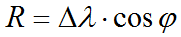 R = Δλ · cos φ